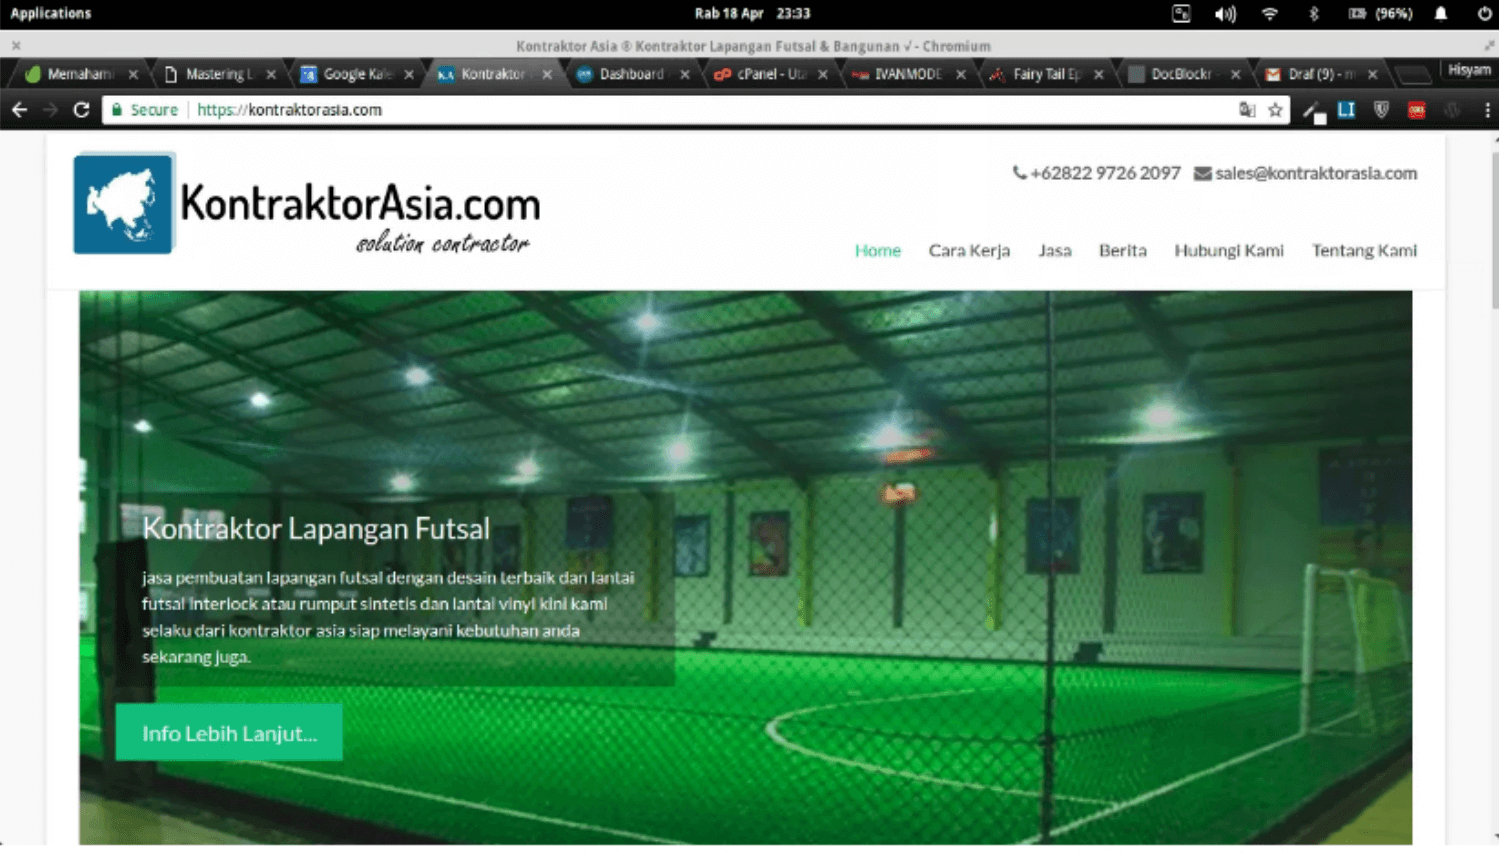 Applications
Rab 18 Apr 23:33
(96%)
Kontraktor Asia ® Kontraktor Lapangan Futsal & Bangunan √ - Chromium
Memaham
Mastering L
Google Kale
Kontraktor
Dashboard
cPanel - Uta
IVANMODE
Fairy Tail Ep
DocBlockr -
Draf (9) - m
Hisyam
Secure
https://kontraktorasia.com
LI
KontraktorAsia.com
solution contractor
+62822 9726 2097
sales@kontraktorasia.com
Home
Cara Kerja
Jasa
Berita
Hubungi Kami
Tentang Kami
Kontraktor Lapangan Futsal
jasa pembuatan lapangan futsal dengan desain terbaik dan lantai
futsal interlock atau rumput sintetis dan lantai vinyl kini kami
selaku dari kontraktor asia siap melayani kebutuhan anda
sekarang juga.
Info Lebih Lanjut...